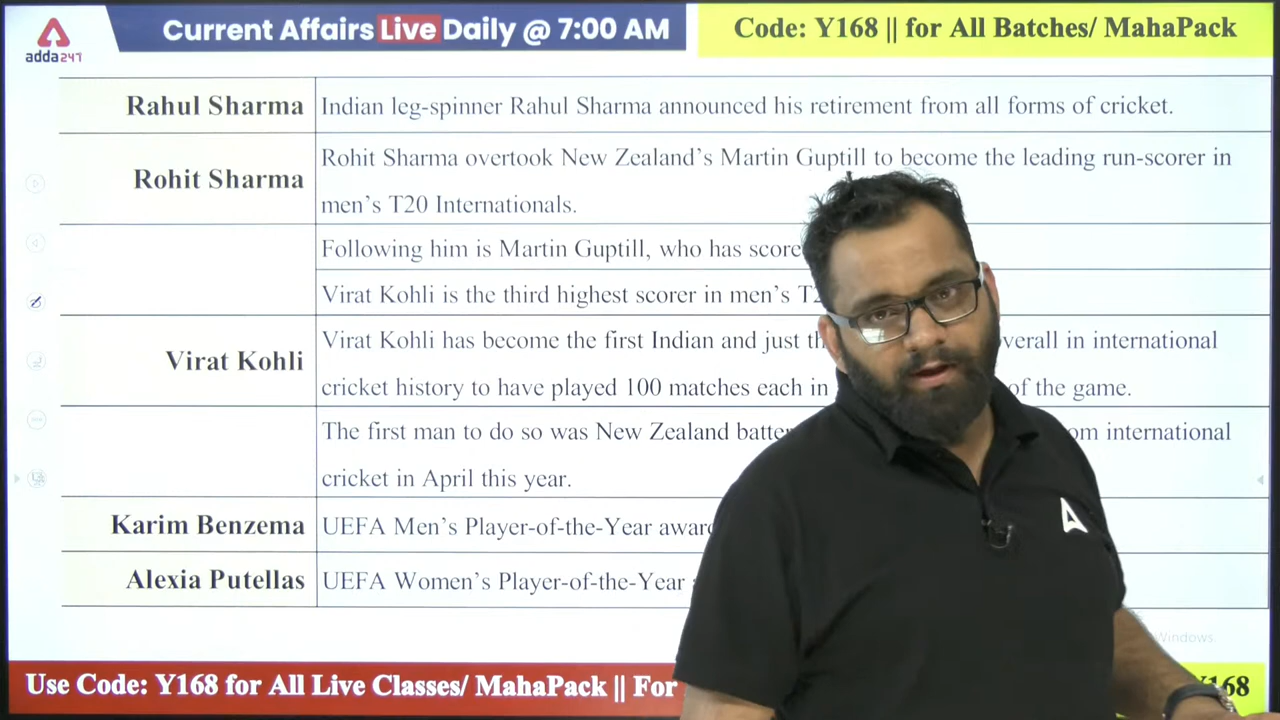 Current Affairs Live Daily @ 7:00 AM
Code: Y168 || for All Batches/ MahaPack
adda247
Rahul Sharma
Indian leg-spinner Rahul Sharma announced his retirement from all forms of cricket.
Rohit Sharma
Rohit Sharma overtook New Zealand’s Martin Guptill to become the leading run-scorer in
men’s T20 Internationals.
Following him is Martin Guptill, who has score
Virat Kohli is the third highest scorer in men’s
Virat Kohli
Virat Kohli has become the first Indian and just verall in international
cricket history to have played 100 matches each in of the game.
The first man to do so was New Zealand batte om international
cricket in April this year.
Karim Benzema
UEFA Men’s Player-of-the-Year
Alexia Putellas
UEFA Women’s Player-of-the-Year
Windows
Use Code: Y168 for All Live Classes/ MahaPack || For 168